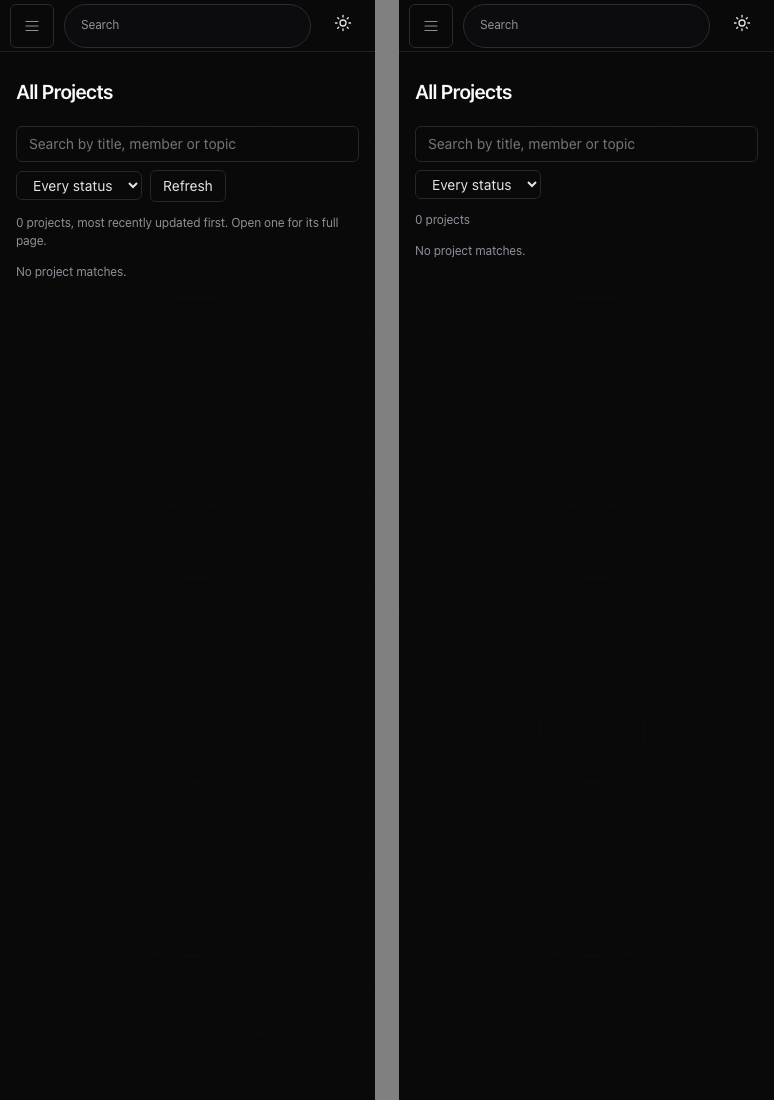 Search
All Projects
Search by title, member or topic
Every status
Refresh
0 projects, most recently updated first. Open one for its full
page.
No project matches.
Search
All Projects
Search by title, member or topic
Every status
0 projects
No project matches.